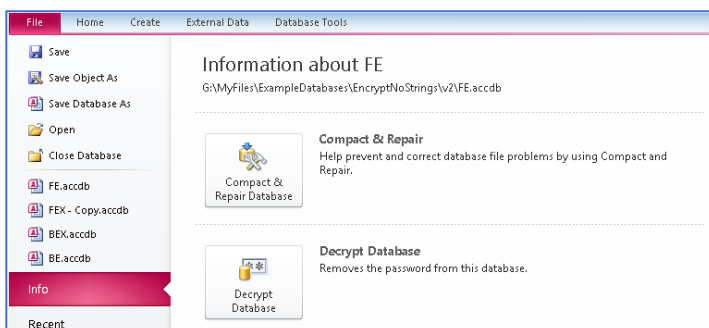 File Home Create External Data Database Tools
Save
Save Object As
Save Database As
Open
Close Database
FE.accdb
FEX - Copy.accdb
BEX.accdb
BE.accdb
Info
Recent
Information about FE
G:\MyFiles\ExampleDatabases\EncryptNoStrings\v2\FE.accdb
Compact &
Repair Database
Compact & Repair
Help prevent and correct database file problems by using Compact and
Repair.
Decrypt
Database
Decrypt Database
Removes the password from this database.